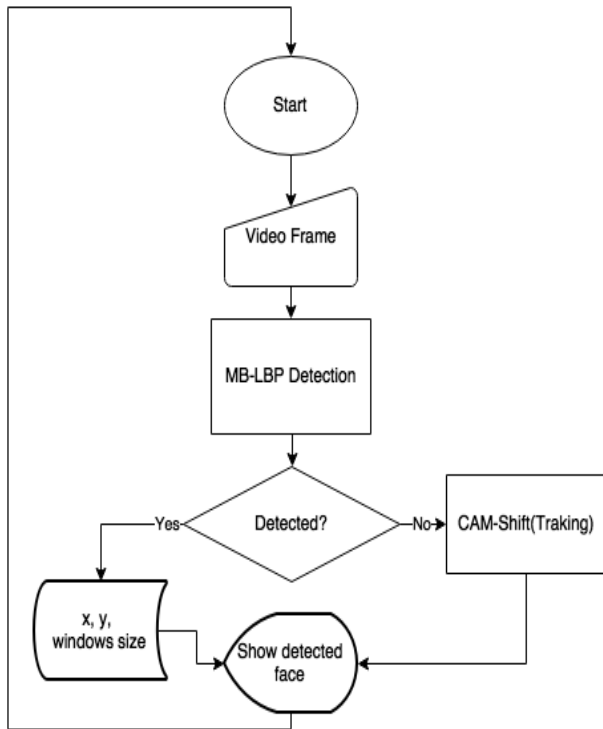 Start
Video Frame
MB-LBP Detection
Detected?
Yes
No
CAM-Shift(Traking)
x, y,
windows size
Show detected
face